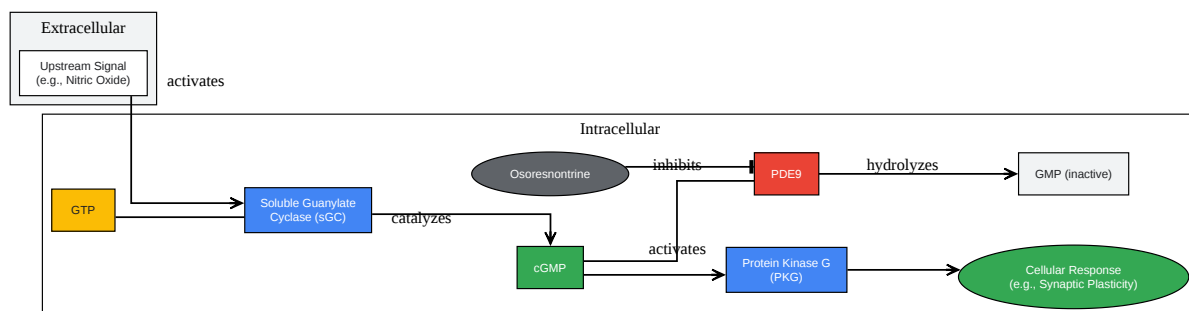 Extracellular
Upstream Signal
(e.g., Nitric Oxide)
activates
Intracellular
Osoresnontrine
inhibits
PDE9
hydrolyzes
GMP (inactive)
GTP
Soluble Guanylate
Cyclase (sGC)
catalyzes
cGMP
activates
Protein Kinase G
(PKG)
Cellular Response
(e.g., Synaptic Plasticity)